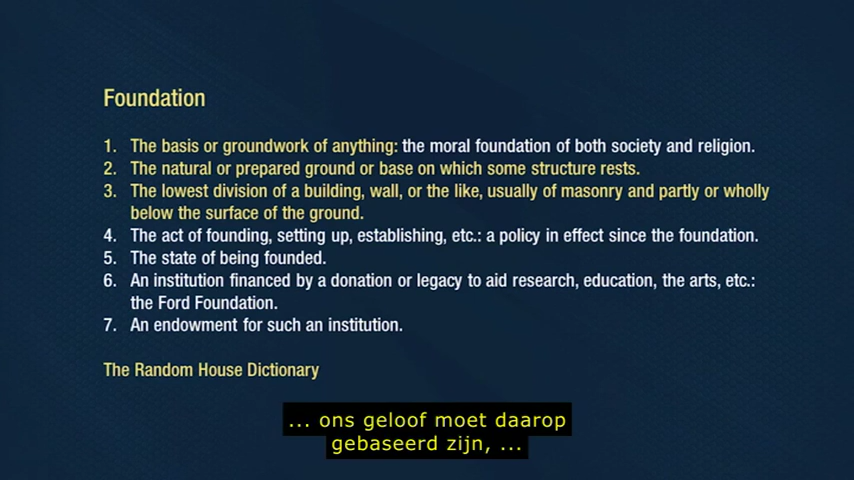 Foundation
1. The basis or groundwork of anything: the moral foundation of both society and religion.
2. The natural or prepared ground or base on which some structure rests.
3. The lowest division of a building, wall, or the like, usually of masonry and partly or wholly
below the surface of the ground.
4. The act of founding, setting up, establishing, etc.: a policy in effect since the foundation.
5. The state of being founded.
6. An institution financed by a donation or legacy to aid research, education, the arts, etc.:
the Ford Foundation.
7. An endowment for such an institution.
The Random House Dictionary
... ons geloof moet daarop
gebaseerd zijn, ...